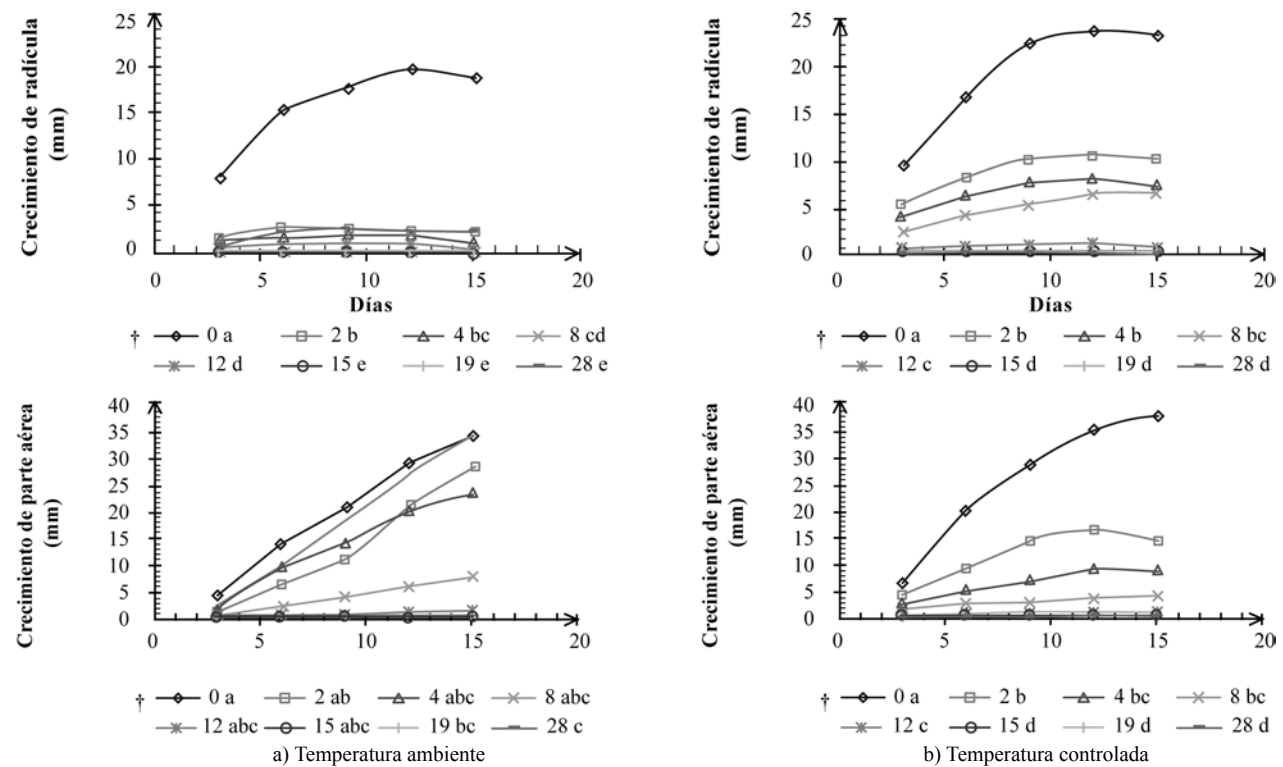 Crecimiento de radícula
(mm)
25
20
15
10
5
0
0
5
10
15
20
Días
† 0 a 2 b 4 bc 8 cd
12 d 15 e 19 e 28 e
Crecimiento de radícula
(mm)
25
20
15
10
5
0
0
5
10
15
20
Días
† 0 a 2 b 4 b 8 bc
12 c 15 d 19 d 28 d
Crecimiento de parte aérea
(mm)
40
35
30
25
20
15
10
5
0
0
5
10
15
20
† 0 a 2 ab 4 abc 8 abc
12 abc 15 abc 19 bc 28 c
a) Temperatura ambiente
Crecimiento de parte aérea
(mm)
40
35
30
25
20
15
10
5
0
0
5
10
15
20
† 0 a 2 b 4 bc 8 bc
12 c 15 d 19 d 28 d
b) Temperatura controlada